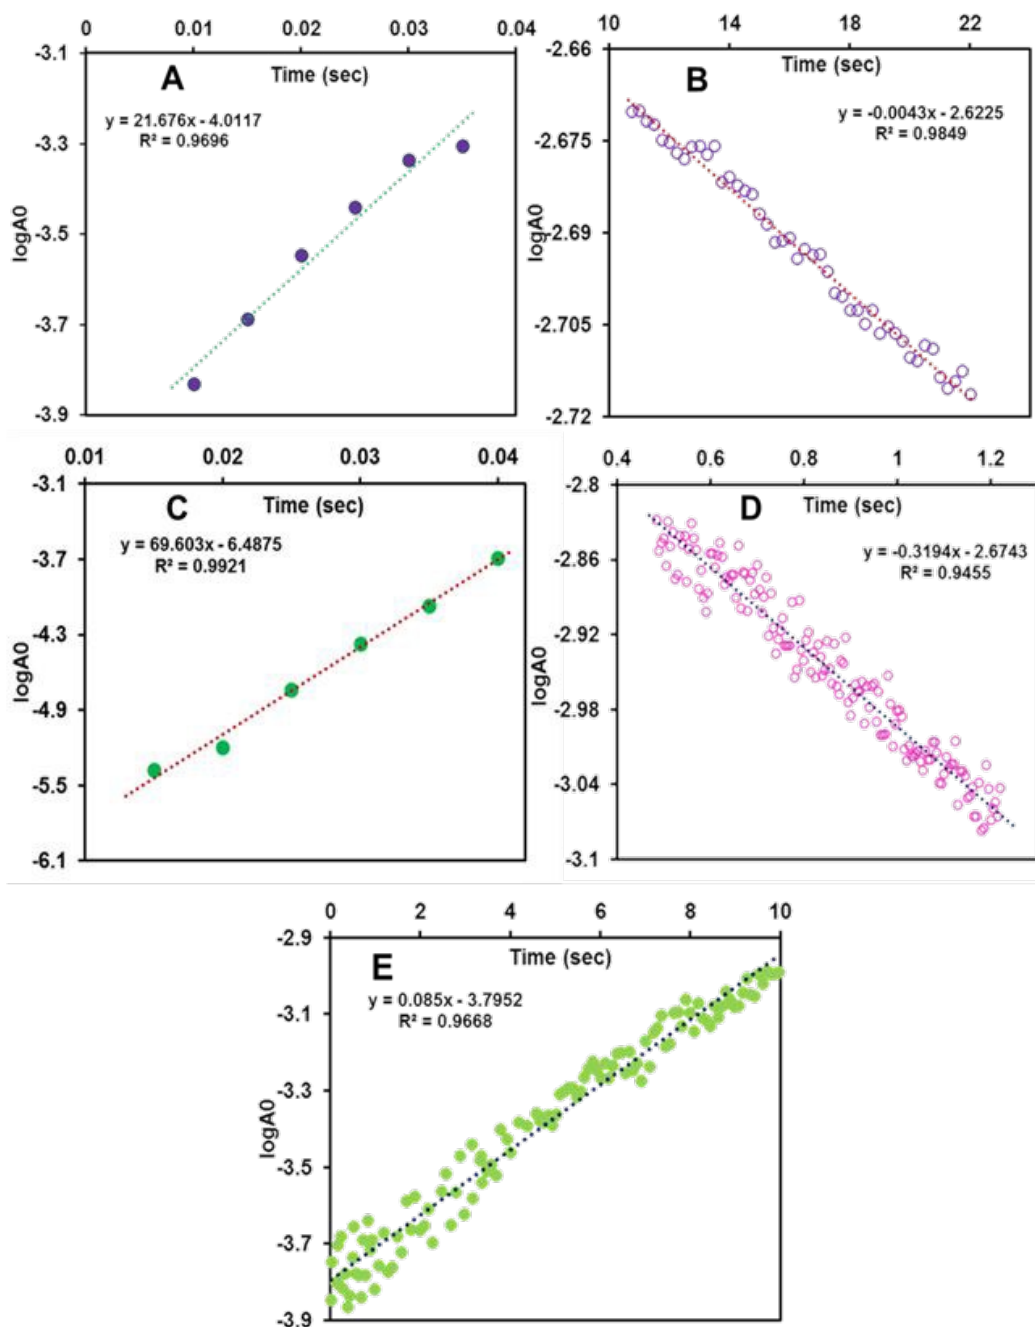 0 0.01 0.02 0.03 0.04
-3.1
A
Time (sec)
y = 21.676x - 4.0117
R² = 0.9696
-3.3
-3.5
-3.7
-3.9
logA0
10 14 18 22
-2.66
B
Time (sec)
y = -0.0043x - 2.6225
R² = 0.9849
-2.675
-2.69
-2.705
-2.72
logA0
0.01 0.02 0.03 0.04
-3.1
C
Time (sec)
y = 69.603x - 6.4875
R² = 0.9921
-3.7
-4.3
-4.9
-5.5
-6.1
logA0
0.4 0.6 0.8 1 1.2
-2.8
Time (sec)
D
y = -0.3194x - 2.6743
R² = 0.9455
-2.86
-2.92
-2.98
-3.04
-3.1
logA0
0 2 4 6 8 10
-2.9
E
Time (sec)
y = 0.085x - 3.7952
R² = 0.9668
-3.1
-3.3
-3.5
-3.7
-3.9
logA0